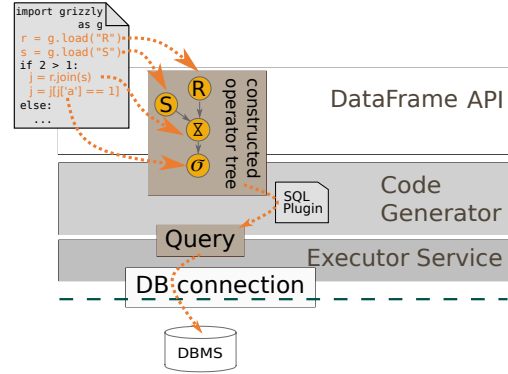 import grizzly
as g
r = g.load("R")
s = g.load("S")
if 2 > 1:
j = r.join(s)
j = j[j['a'] == 1]
else:
...
R
S
⋈
σ
constructed
operator tree
DataFrame API
SQL
Plugin
Code
Generator
Query
Executor Service
DB connection
DBMS